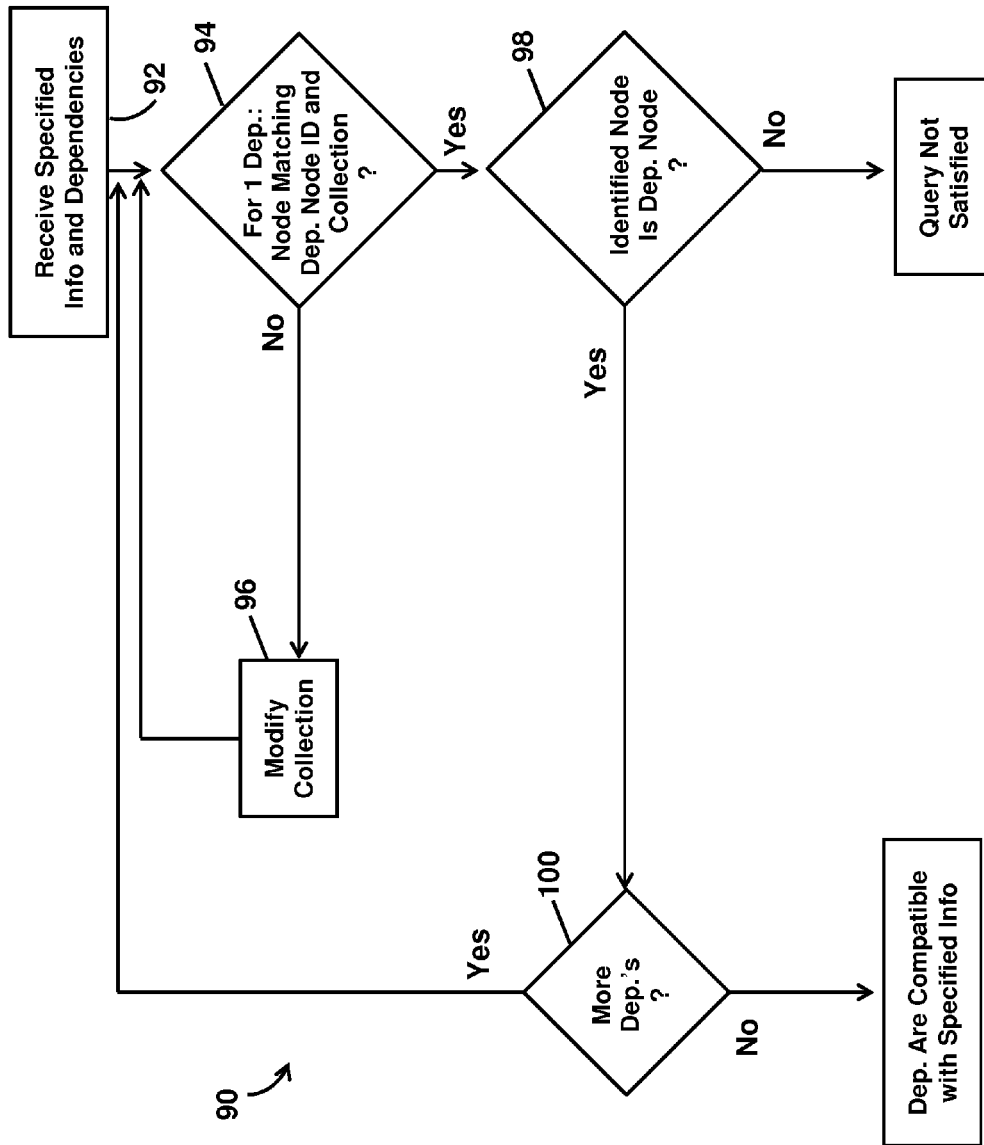 Receive Specified
Info and Dependencies
92
94
For 1 Dep.:
Node Matching
Dep. Node ID and
Collection
?
No
Yes
96
Modify
Collection
98
Identified Node
Is Dep. Node
?
Yes
No
Query Not
Satisfied
100
More
Dep.'s
?
Yes
No
Dep. Are Compatible
with Specified Info
90